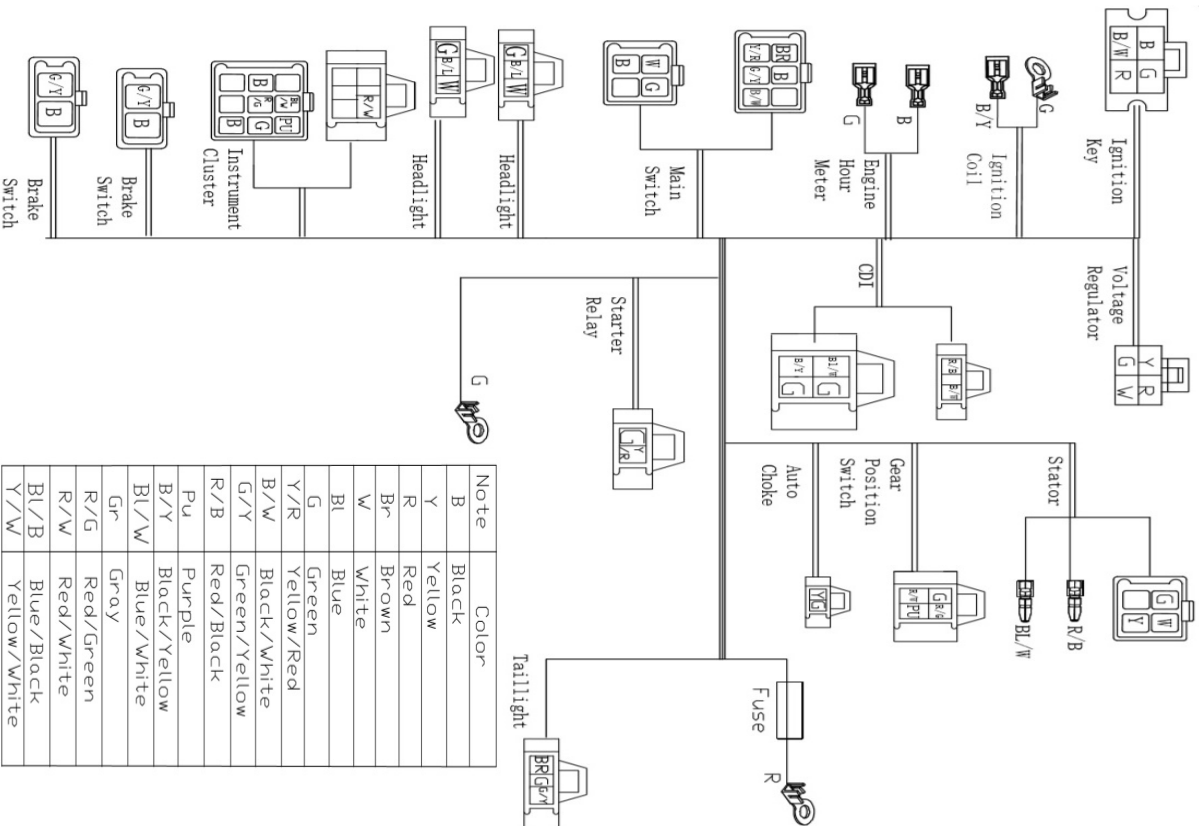 B G
B/W R
Ignition
Key
G
B/Y
Ignition
Coil
B
G
Engine
Hour
Meter
BR B
Y/R G/Y B/W
W G
B
Main
Switch
G B/L W
Headlight
G B/L W
Headlight
R/W
PU
B BL/W G
R/G B
Instrument
Cluster
G/Y B
Brake
Switch
G/Y B
Brake
Switch
Voltage
Regulator
Y R
G W
CDI
R/B
Bl/W G
B/Y G
Starter
Relay
G Y/R
G
Stator
G W
Y
R/B
BL/W
Gear
Position
Switch
G R/G
PU
Auto
Choke
Y G
Fuse
R
Taillight
BR G G/Y
Note Color
B Black
Y Yellow
R Red
Br Brown
W White
Bl Blue
G Green
Y/R Yellow/Red
B/W Black/White
G/Y Green/Yellow
R/B Red/Black
Pu Purple
B/Y Black/Yellow
Bl/W Blue/White
Gr Gray
R/G Red/Green
R/W Red/White
Bl/B Blue/Black
Y/W Yellow/White